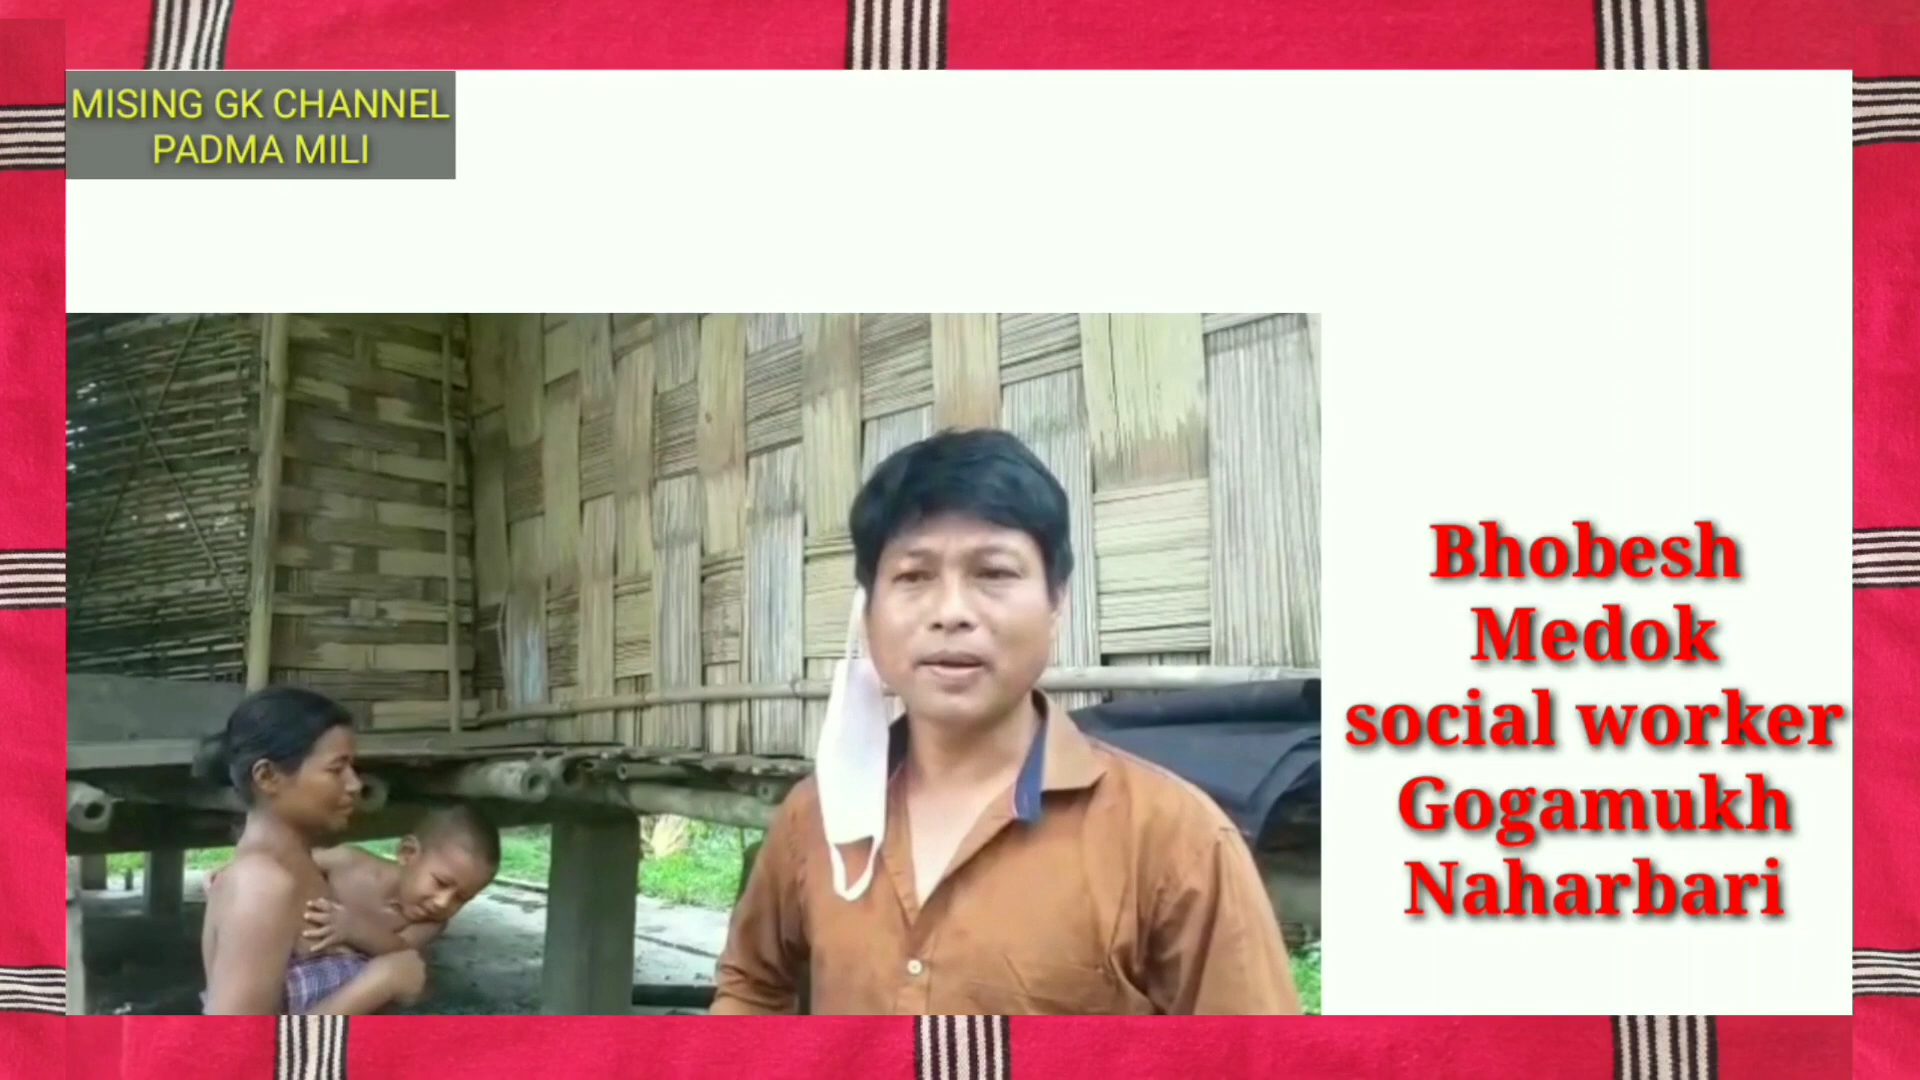 MISING GK CHANNEL
PADMA MILI
Bhobesh
Medok
social worker
Gogamukh
Naharbari